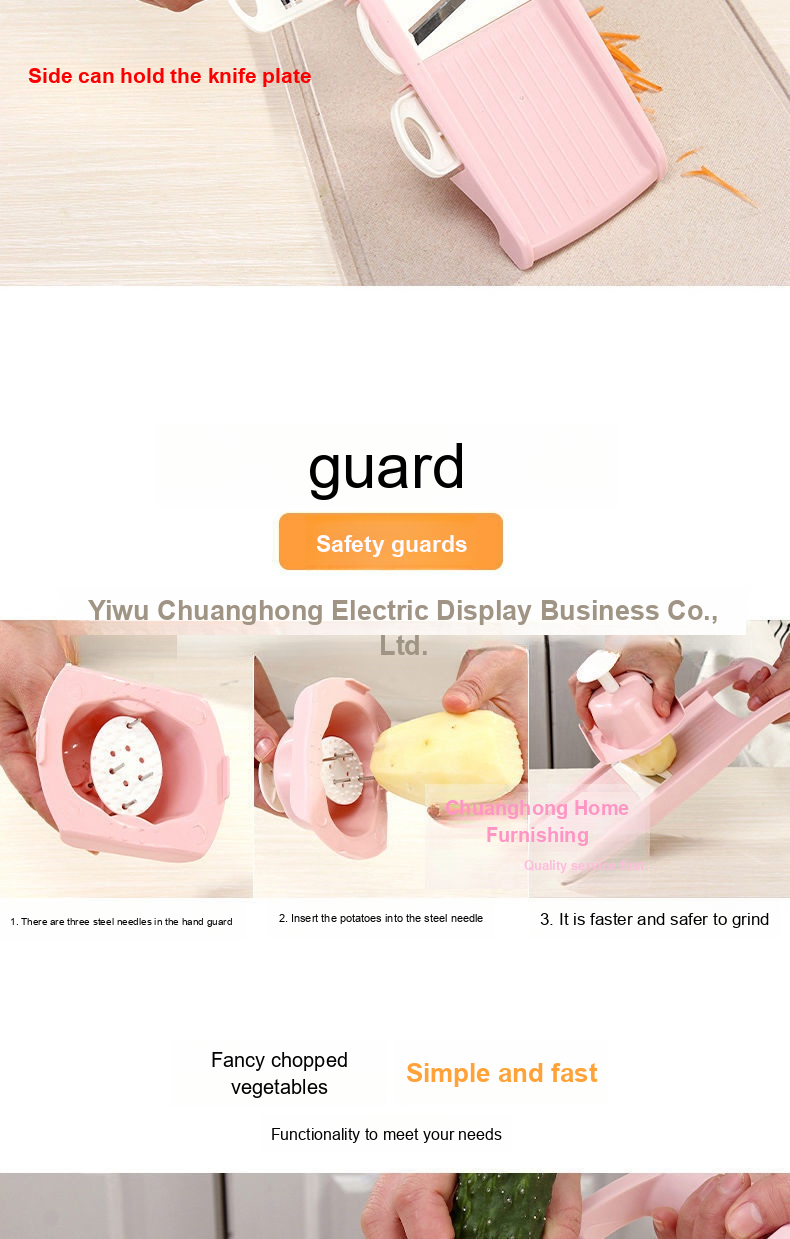 Side can hold the knife plate
guard
Safety guards
Yiwu Chuanghong Electric Display Business Co.,
Ltd.
Chuanghong Home
Furnishing
Quality
1. There are three steel needles in the hand guard
2. Insert the potatoes into the steel needle
3. It is faster and safer to grind
Fancy chopped
vegetables
Simple and fast
Functionality to meet your needs